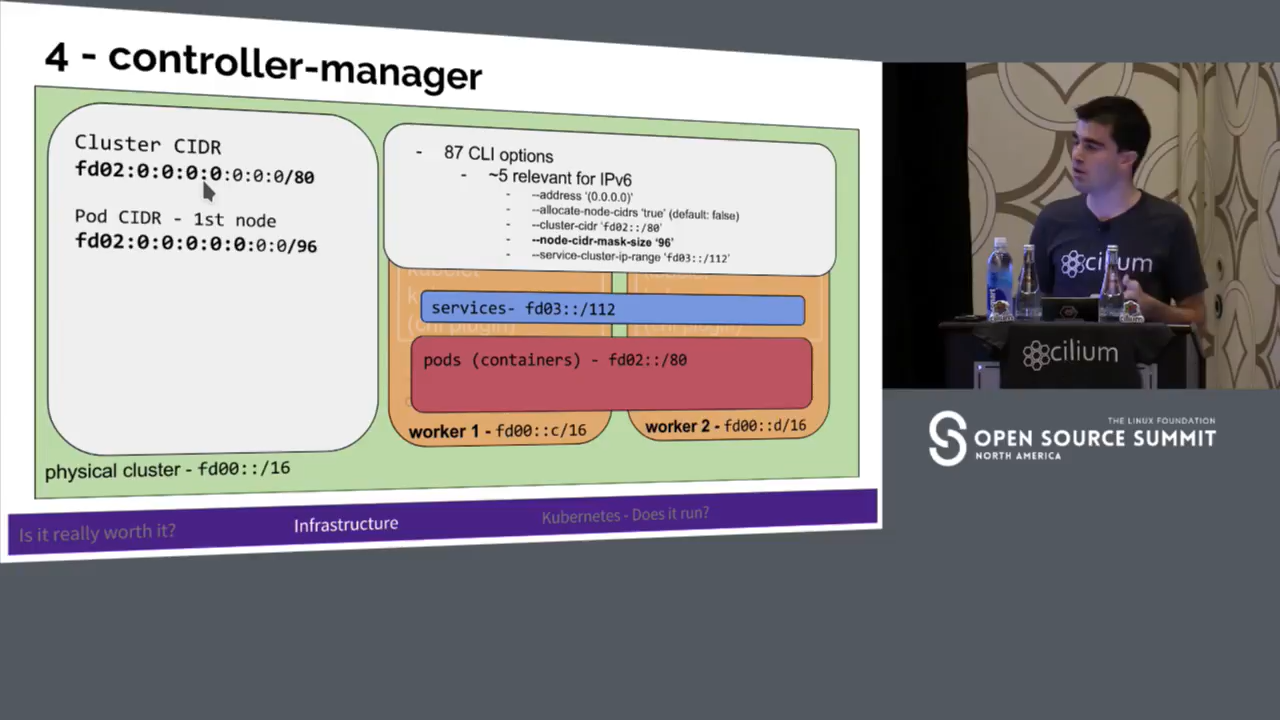 4 - controller-manager
Cluster CIDR
fd02:0:0:0:0:0:0:0/80
Pod CIDR - 1st node
fd02:0:0:0:0:0:0:0/96
- 87 CLI options
- ~5 relevant for IPv6
- --address '(0.0.0.0)'
- --allocate-node-cidrs 'true' (default: false)
- --cluster-cidr 'fd02::/80'
- --node-cidr-mask-size '96'
- --service-cluster-ip-range 'fd03::/112'
kubelet
services- fd03::/112
(cni plugin)
pods (containers) - fd02::/80
worker 1 - fd00::c/16
worker 2 - fd00::d/16
physical cluster - fd00::/16
Is it really worth it?
Infrastructure
Kubernetes - Does it run?
cilium
cilium
THE LINUX FOUNDATION
OPEN SOURCE SUMMIT
NORTH AMERICA